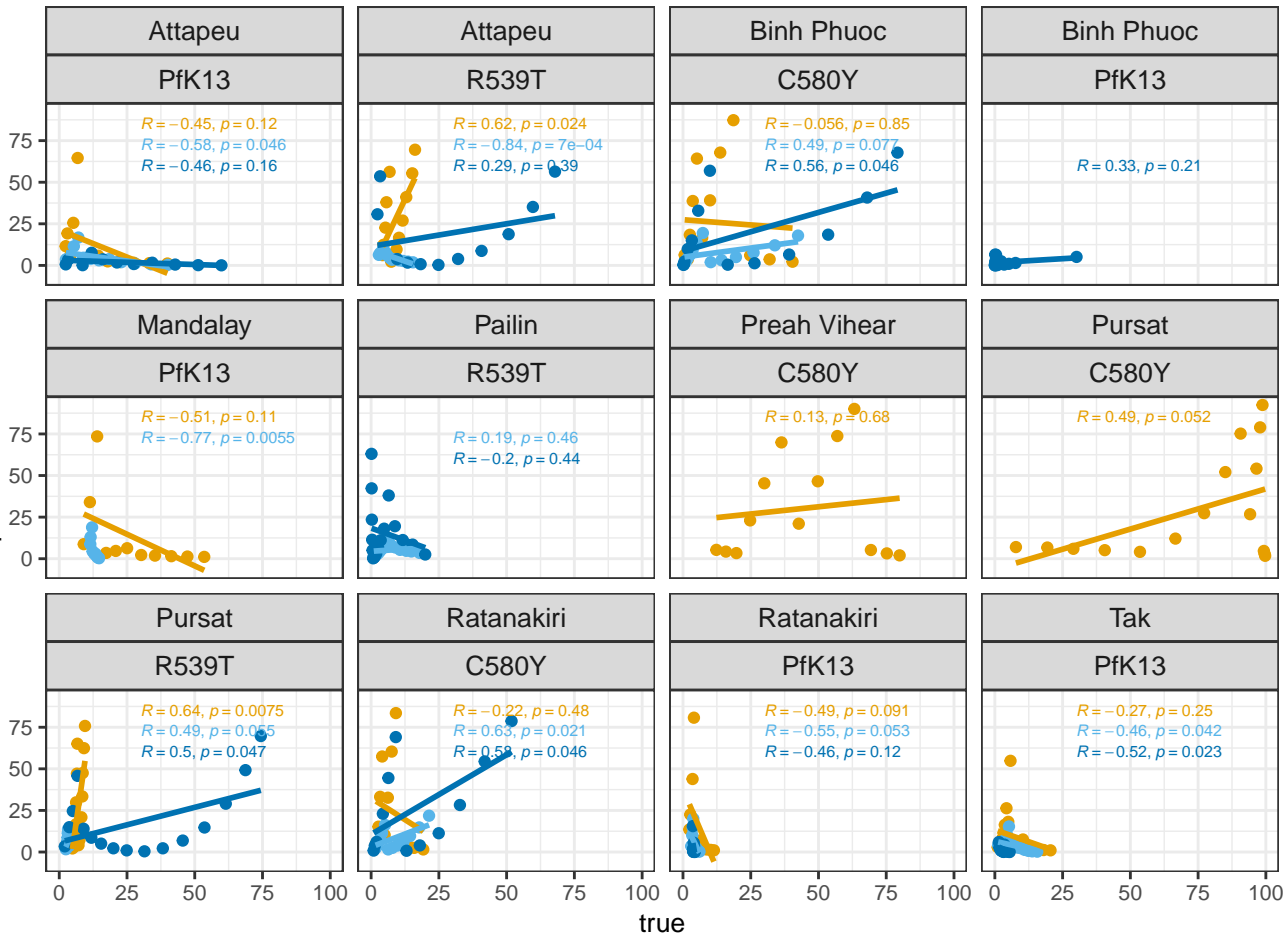 Attapeu
PfK13
R = −0.45, p = 0.12
R = −0.58, p = 0.046
R = −0.46, p = 0.16
Attapeu
R539T
R = 0.62, p = 0.024
R = −0.84, p = 7e−04
R = 0.29, p = 0.39
Binh Phuoc
C580Y
R = −0.056, p = 0.85
R = 0.49, p = 0.077
R = 0.56, p = 0.046
Binh Phuoc
PfK13
R = 0.33, p = 0.21
75
50
25
0
Mandalay
PfK13
R = −0.51, p = 0.11
R = −0.77, p = 0.0055
Pailin
R539T
R = 0.19, p = 0.46
R = −0.2, p = 0.44
Preah Vihear
C580Y
R = 0.13, p = 0.68
Pursat
C580Y
R = 0.49, p = 0.052
75
50
25
0
Pursat
R539T
R = 0.64, p = 0.0075
R = 0.49, p = 0.055
R = 0.5, p = 0.047
Ratanakiri
C580Y
R = −0.22, p = 0.48
R = 0.63, p = 0.021
R = 0.58, p = 0.046
Ratanakiri
PfK13
R = −0.49, p = 0.091
R = −0.55, p = 0.053
R = −0.46, p = 0.12
Tak
PfK13
R = −0.27, p = 0.25
R = −0.46, p = 0.042
R = −0.52, p = 0.023
75
50
25
0
0 25 50 75 100 0 25 50 75 100 0 25 50 75 100 0 25 50 75 100
true